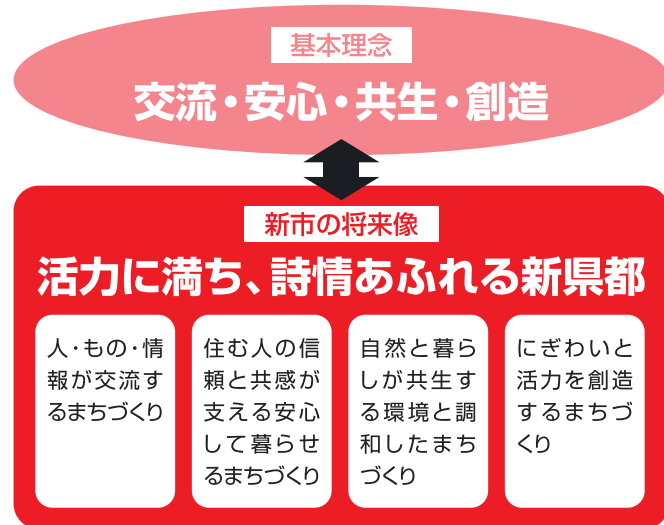 基本理念
交流・安心・共生・創造
新市の将来像
活力に満ち、詩情あふれる新県都
人・もの・情
報が交流す
るまちづくり
住む人の信
頼と共感が
支える安心
して暮らせ
るまちづくり
自然と暮ら
しが共生す
る環境と調
和したまち
づくり
にぎわいと
活力を創造
するまちづ
くり